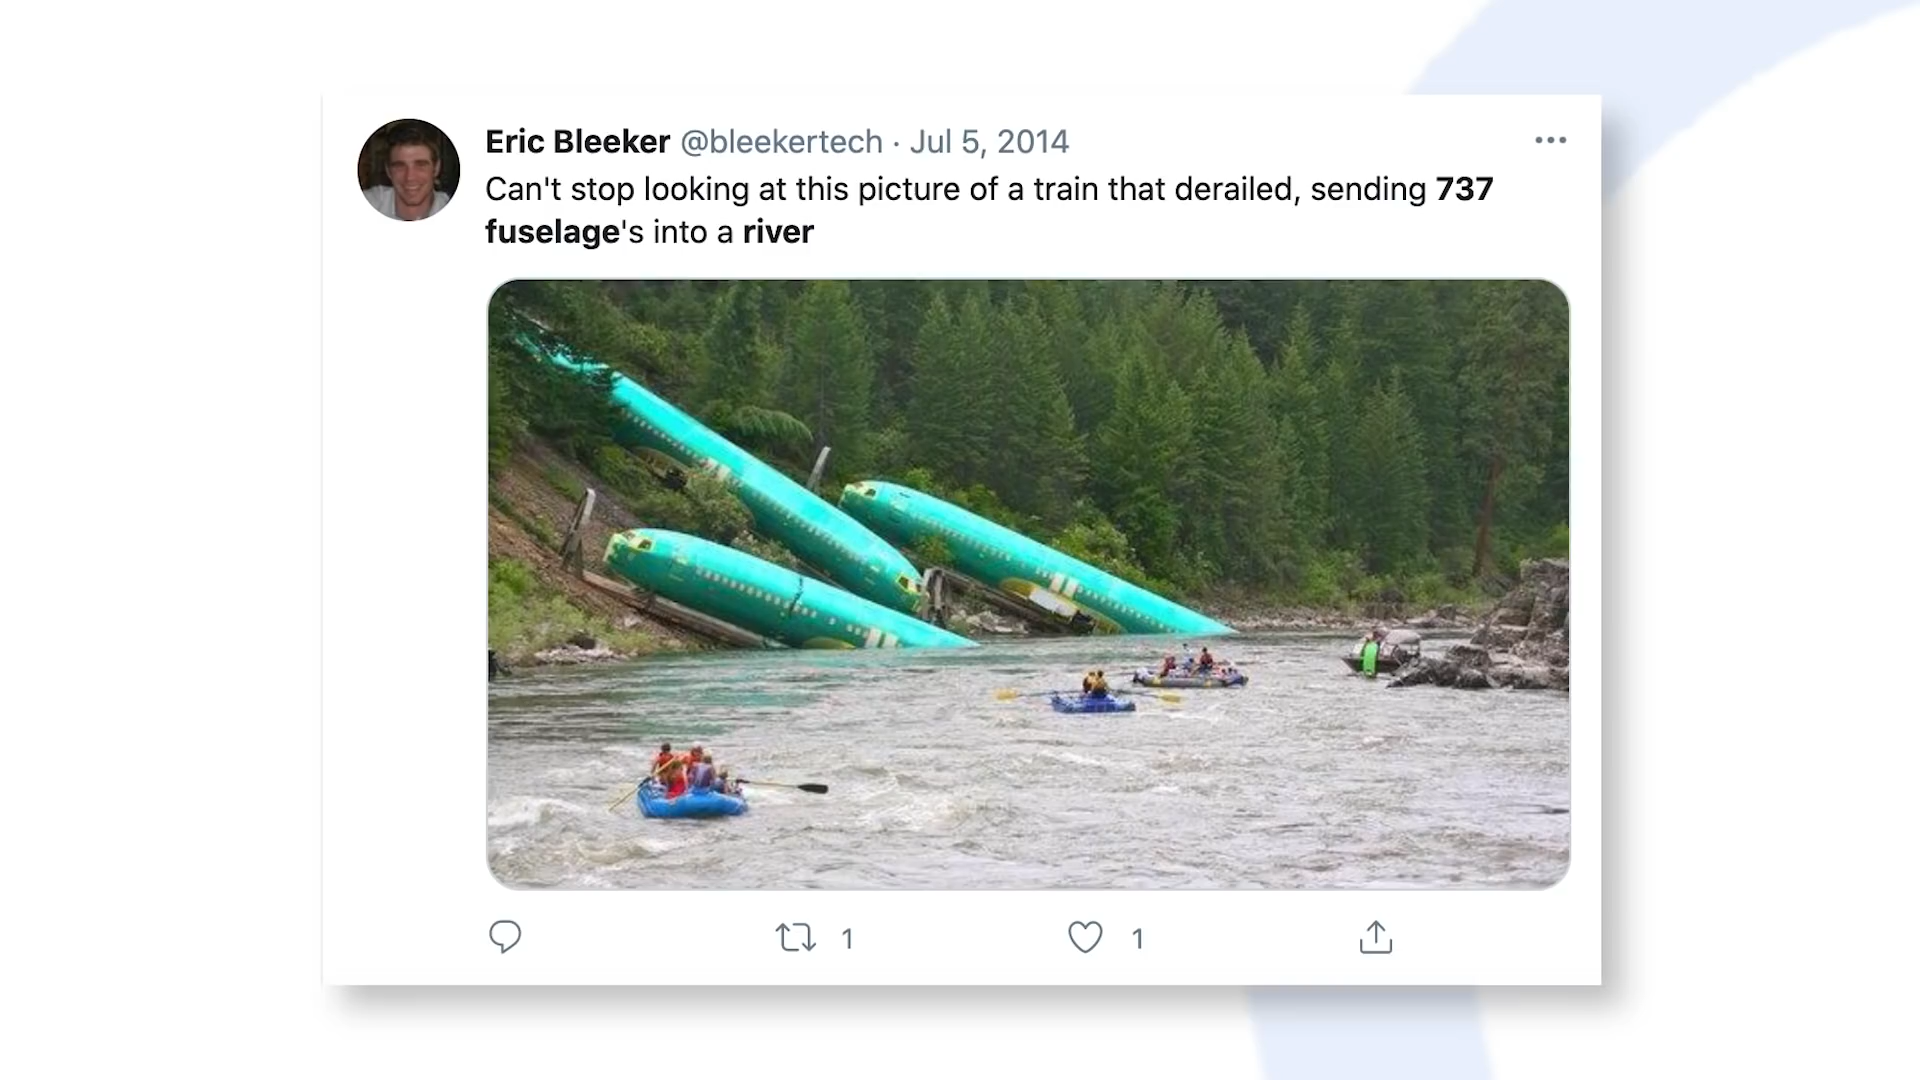 Eric Bleeker @bleekertech · Jul 5, 2014
Can't stop looking at this picture of a train that derailed, sending 737
fuselage's into a river
1 1